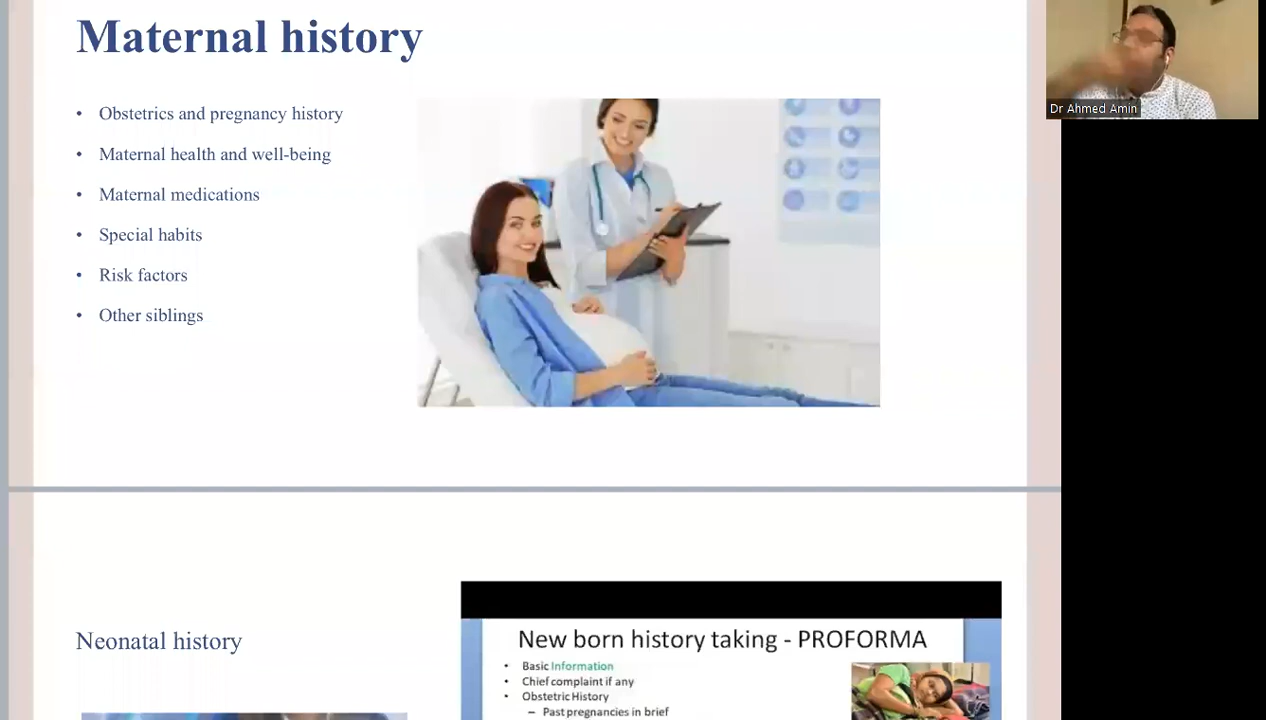 Maternal history
• Obstetrics and pregnancy history
• Maternal health and well-being
• Maternal medications
• Special habits
• Risk factors
• Other siblings
Dr Ahmed Amin
Neonatal history
New born history taking - PROFORMA
• Basic Information
• Chief complaint if any
• Obstetric History
– Past pregnancies in brief